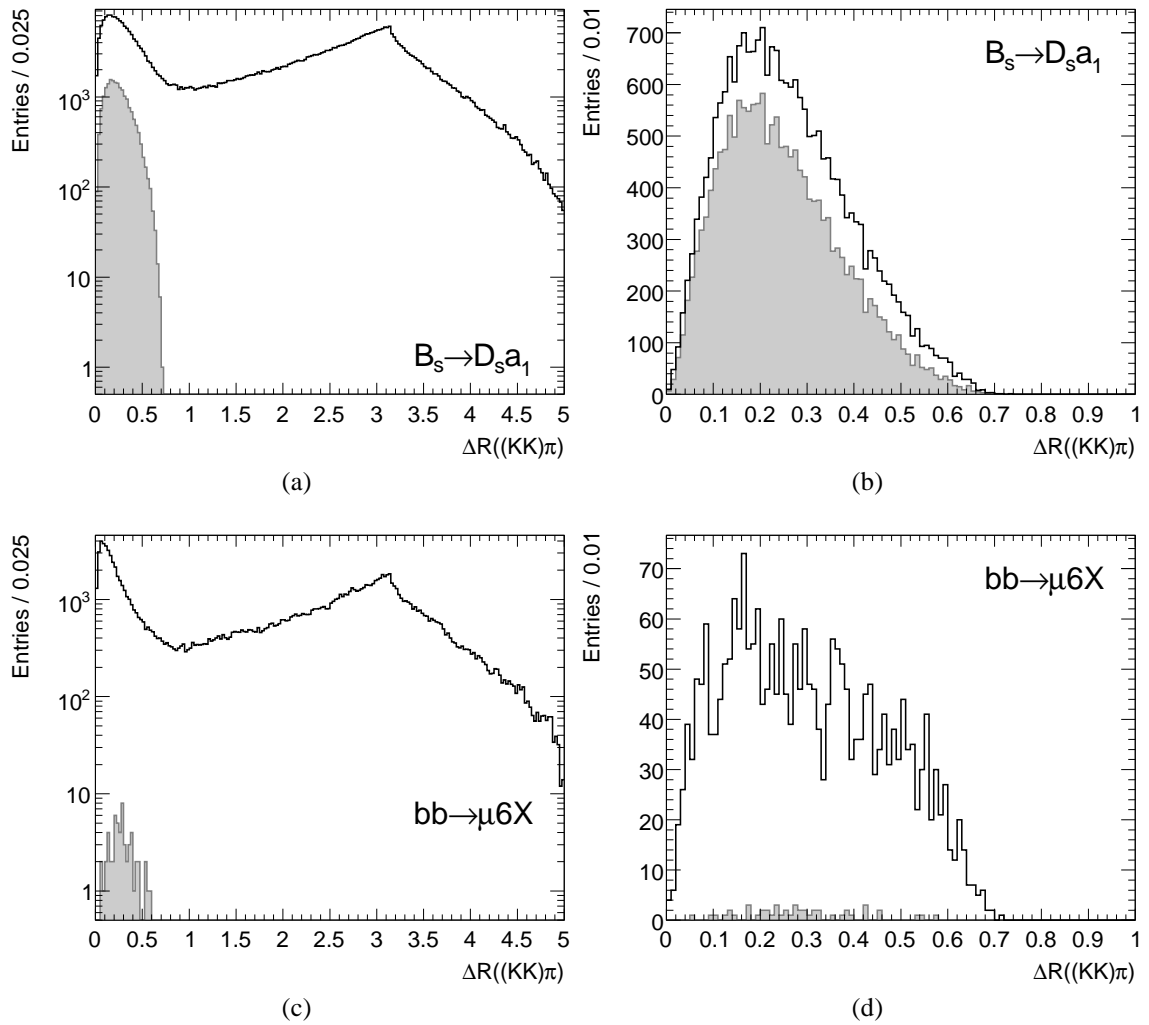 Entries / 0.025
10³
10²
10
1
B_s→D_s a_1
0 0.5 1 1.5 2 2.5 3 3.5 4 4.5 5
ΔR((KK)π)
(a)
Entries / 0.01
700
600
500
400
300
200
100
0
B_s→D_s a_1
0 0.1 0.2 0.3 0.4 0.5 0.6 0.7 0.8 0.9 1
ΔR((KK)π)
(b)
Entries / 0.025
10³
10²
10
1
bb→μ6X
0 0.5 1 1.5 2 2.5 3 3.5 4 4.5 5
ΔR((KK)π)
(c)
Entries / 0.01
70
60
50
40
30
20
10
0
bb→μ6X
0 0.1 0.2 0.3 0.4 0.5 0.6 0.7 0.8 0.9 1
ΔR((KK)π)
(d)